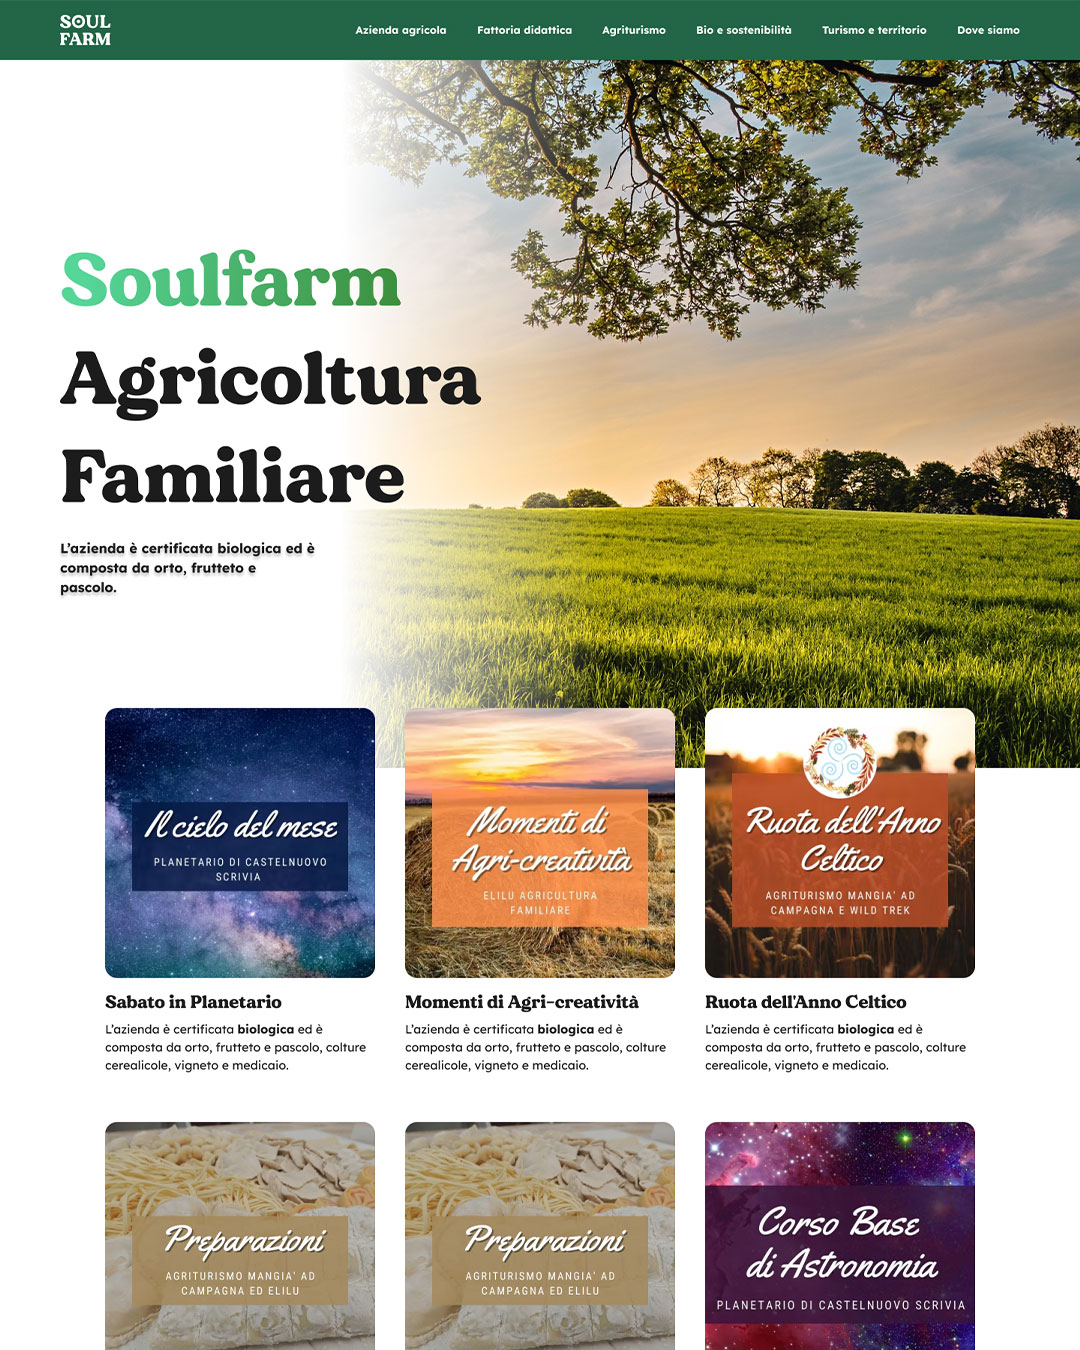 SOUL
FARM
Azienda agricola
Fattoria didattica
Agriturismo
Bio e sostenibilità
Turismo e territorio
Dove siamo
Soulfarm
Agricoltura
Familiare
L'azienda è certificata biologica ed è
composta da orto, frutteto e
pascolo.
Il cielo del mese
PLANETARIO DI CASTELNUOVO
SCRIVIA
Momenti di
Agri-creatività
ELILU AGRICULTURA
FAMILIARE
Ruota dell'Anno
Celtico
AGRITURISMO MANGIA' AD
CAMPAGNA E WILD TREK
Sabato in Planetario
L'azienda è certificata biologica ed è
composta da orto, frutteto e pascolo, colture
cerealicole, vigneto e medicaio.
Momenti di Agri-creatività
L'azienda è certificata biologica ed è
composta da orto, frutteto e pascolo, colture
cerealicole, vigneto e medicaio.
Ruota dell'Anno Celtico
L'azienda è certificata biologica ed è
composta da orto, frutteto e pascolo, colture
cerealicole, vigneto e medicaio.
Preparazioni
AGRITURISMO MANGIA' AD
CAMPAGNA ED ELILU
Preparazioni
AGRITURISMO MANGIA' AD
CAMPAGNA ED ELILU
Corso Base
di Astronomia
PLANETARIO DI CASTELNUOVO SCRIVIA